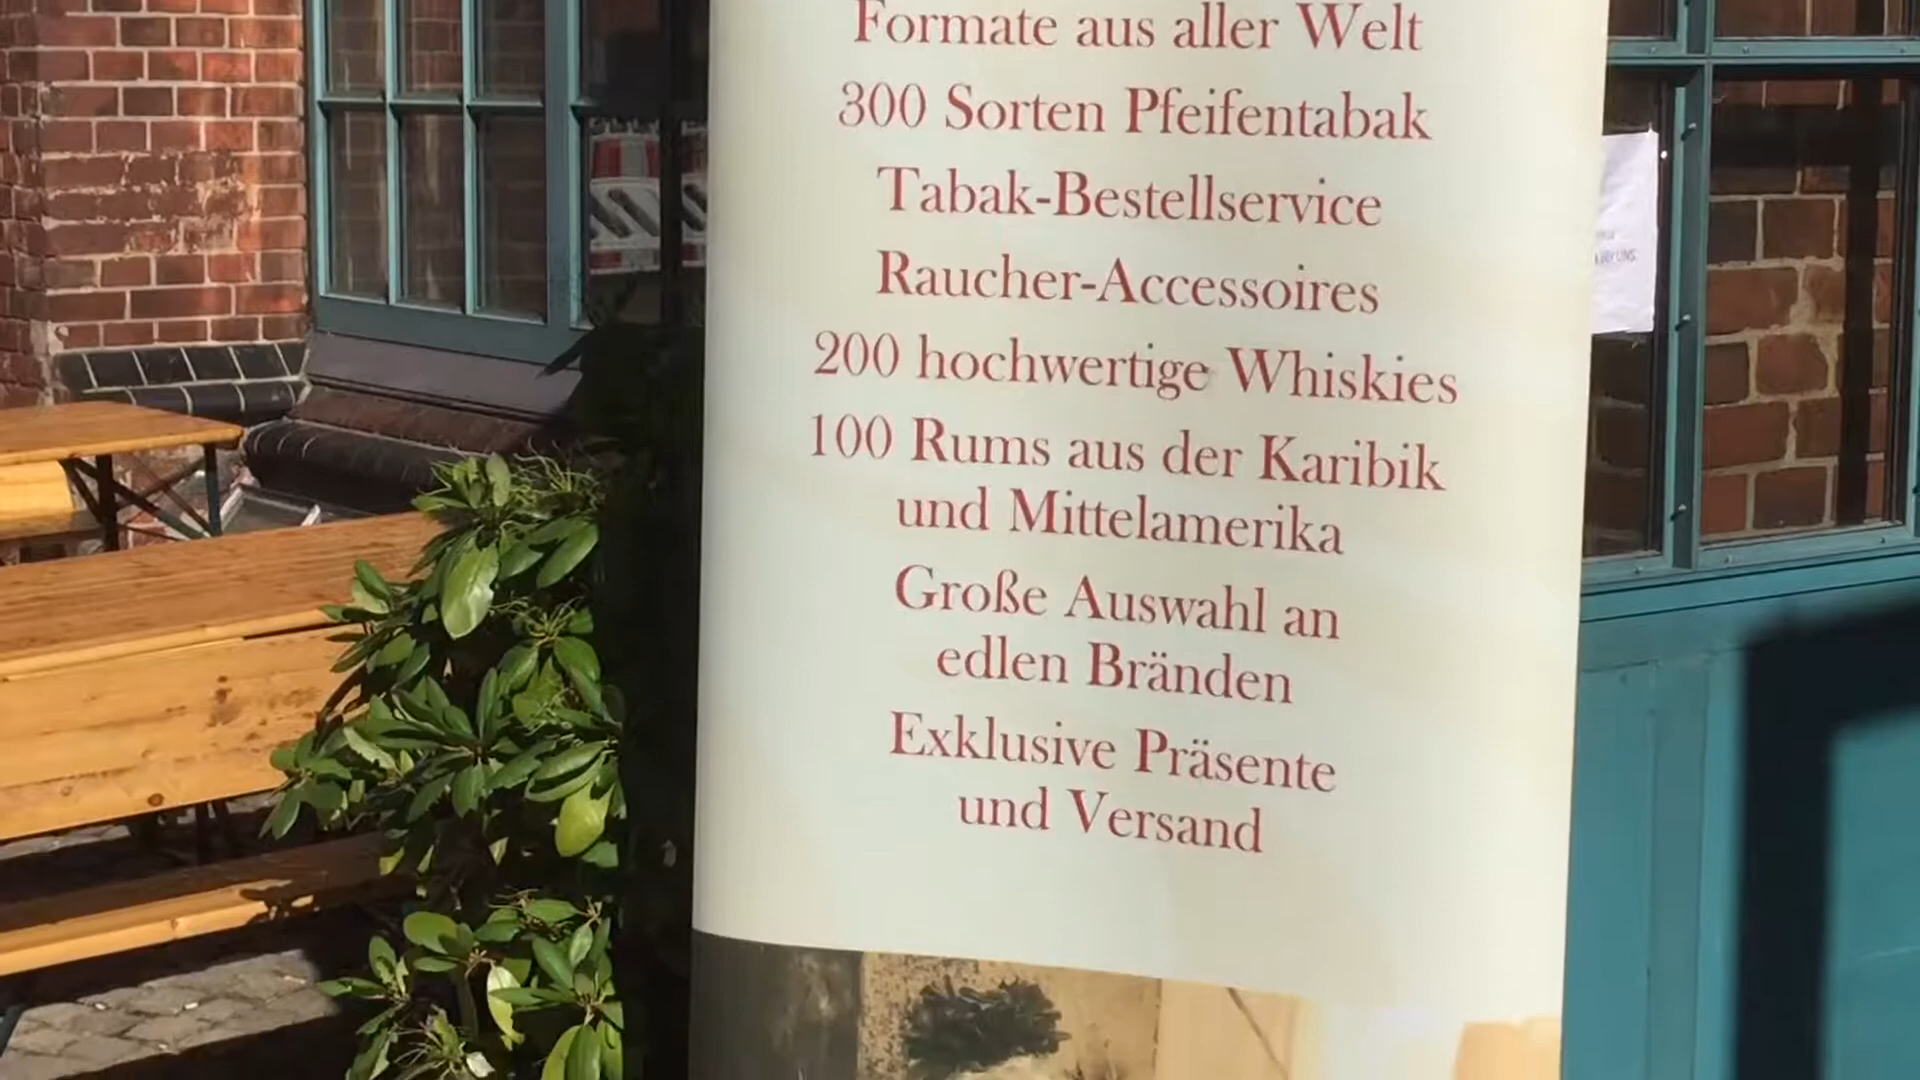 Formate aus aller Welt
300 Sorten Pfeifentabak
Tabak-Bestellservice
Raucher-Accessoires
200 hochwertige Whiskies
100 Rums aus der Karibik
und Mittelamerika
Große Auswahl an
edlen Bränden
Exklusive Präsente
und Versand